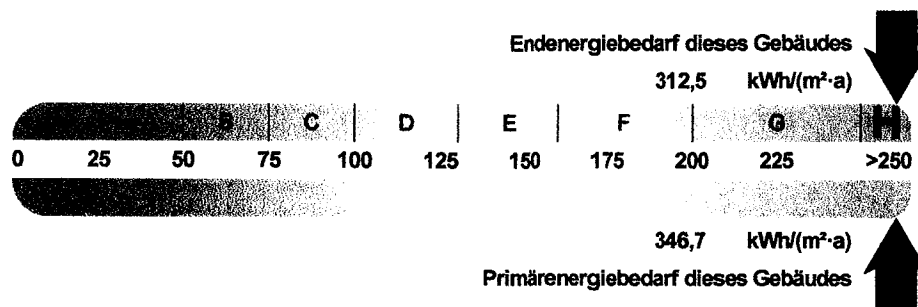 Endenergiebedarf dieses Gebäudes
312,5 kWh/(m²·a)
B C D E F G H
0 25 50 75 100 125 150 175 200 225 >250
346,7 kWh/(m²·a)
Primärenergiebedarf dieses Gebäudes